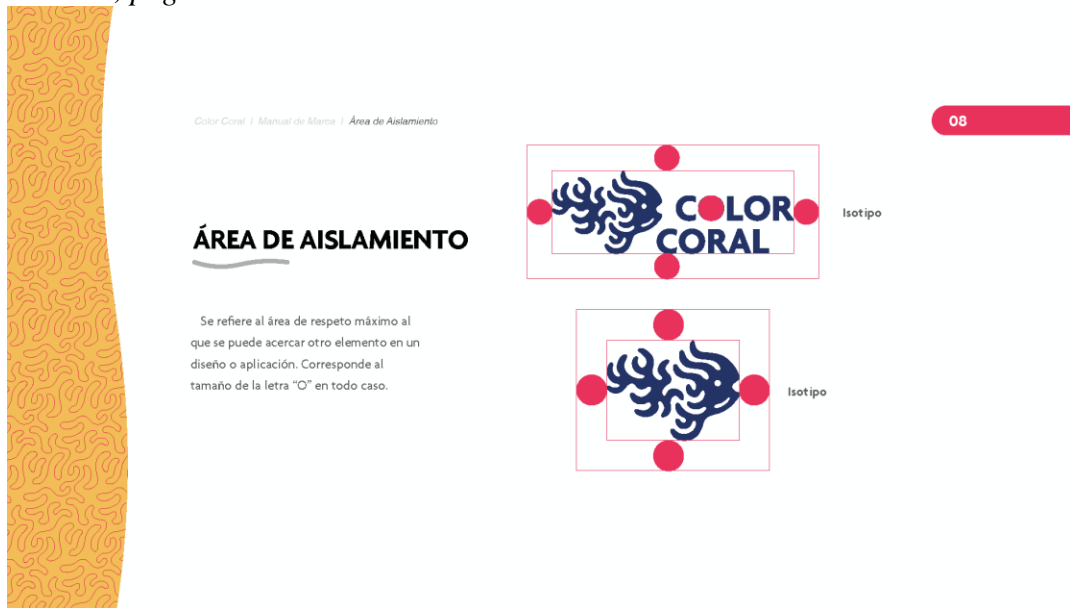 Color Coral | Manual de Marca | Área de Aislamiento
08
COLOR
CORAL
Isotipo
ÁREA DE AISLAMIENTO
Se refiere al área de respeto máximo al
que se puede acercar otro elemento en un
diseño o aplicación. Corresponde al
tamaño de la letra “O” en todo caso.
Isotipo